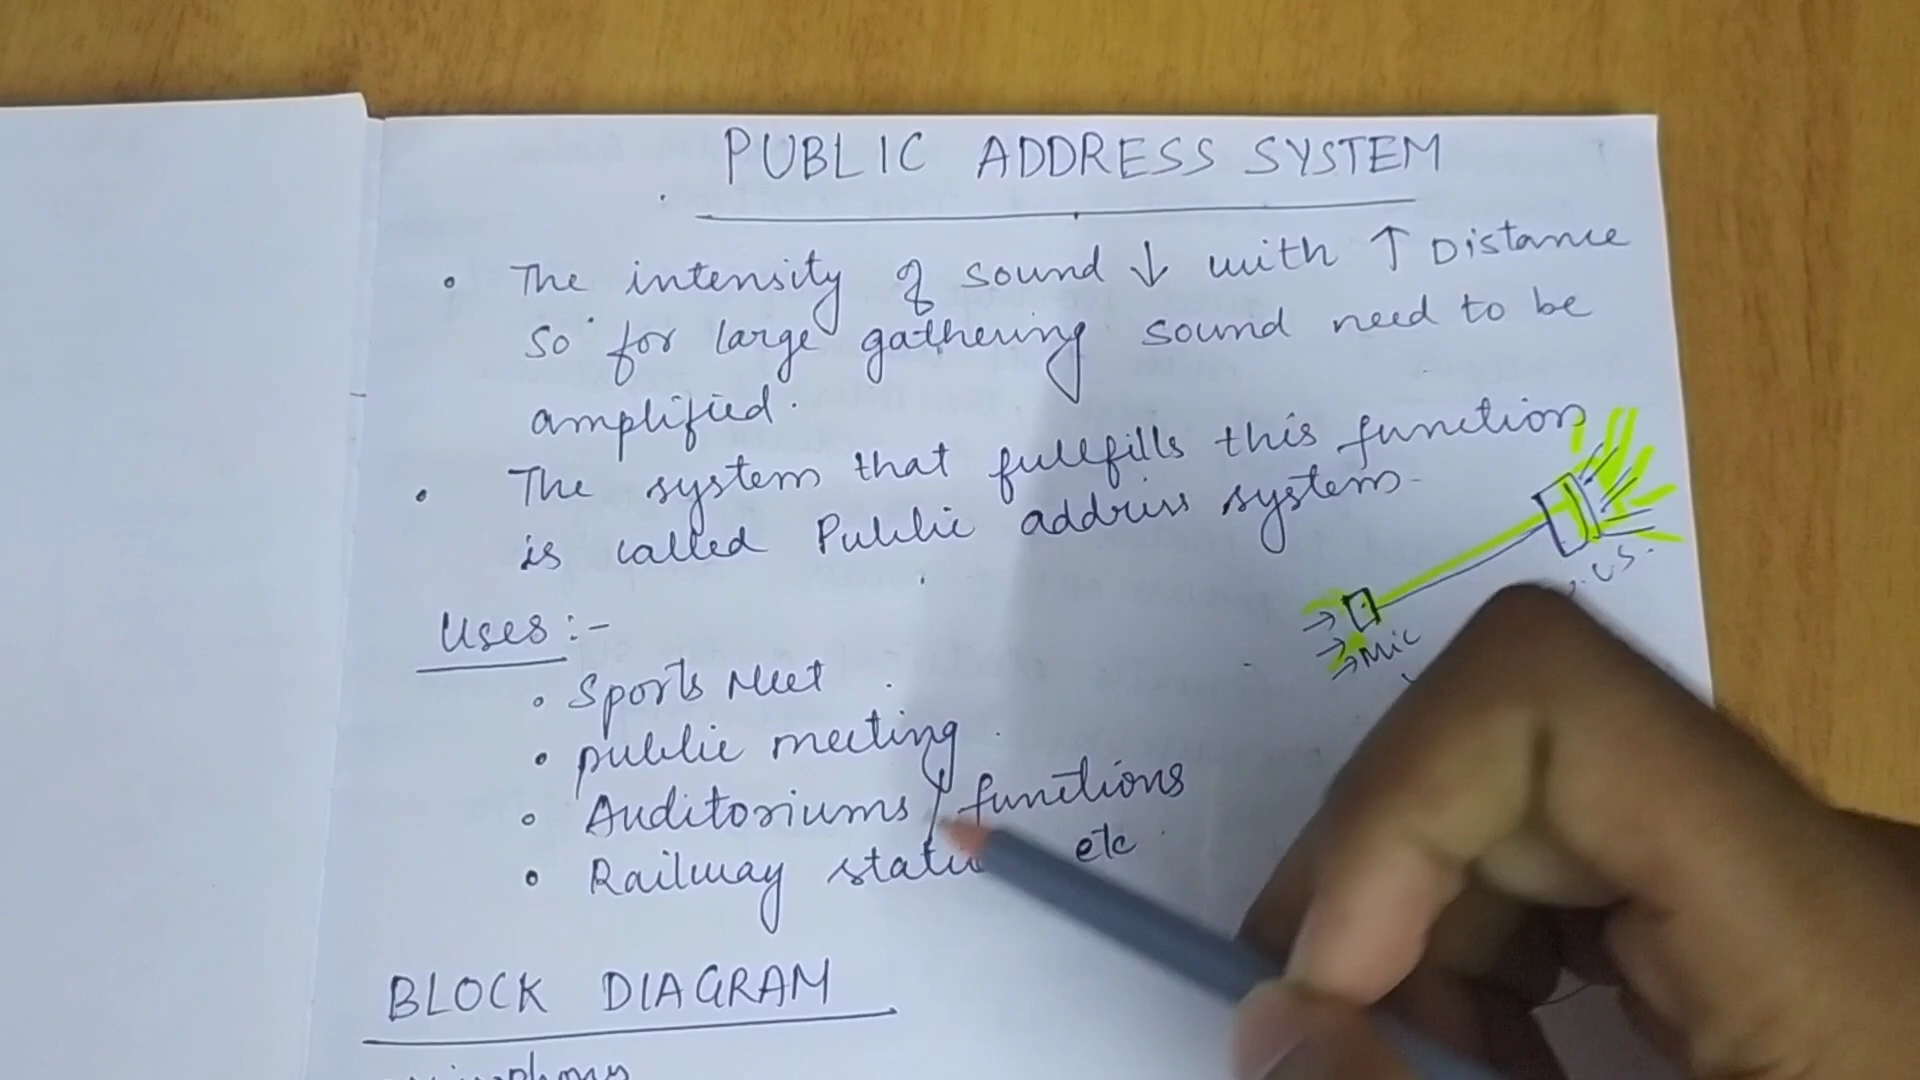 PUBLIC ADDRESS SYSTEM
• The intensity of sound ↓ with ↑ Distance
so for large gathering sound need to be
amplified.
• The system that fullfills this function
is called Public address system.
L.S.
Mic
Uses :-
• Sports Meet
• public meeting
• Auditoriums / functions
• Railway etc
BLOCK DIAGRAM